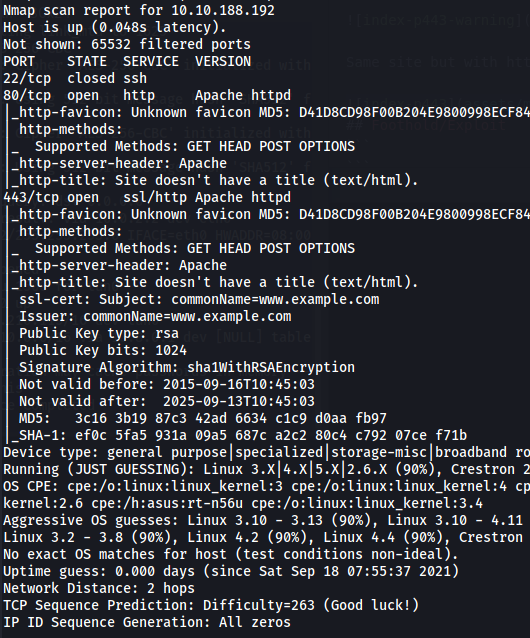 Nmap scan report for 10.10.188.192
Host is up (0.048s latency).
Not shown: 65532 filtered ports
PORT    STATE  SERVICE  VERSION
22/tcp  closed ssh
80/tcp  open   http     Apache httpd
|_http-favicon: Unknown favicon MD5: D41D8CD98F00B204E9800998ECF84
| http-methods:
|_  Supported Methods: GET HEAD POST OPTIONS
|_http-server-header: Apache
|_http-title: Site doesn't have a title (text/html).
443/tcp open   ssl/http Apache httpd
|_http-favicon: Unknown favicon MD5: D41D8CD98F00B204E9800998ECF84
| http-methods:
|_  Supported Methods: GET HEAD POST OPTIONS
|_http-server-header: Apache
|_http-title: Site doesn't have a title (text/html).
| ssl-cert: Subject: commonName=www.example.com
| Issuer: commonName=www.example.com
| Public Key type: rsa
| Public Key bits: 1024
| Signature Algorithm: sha1WithRSAEncryption
| Not valid before: 2015-09-16T10:45:03
| Not valid after:  2025-09-13T10:45:03
| MD5:   3c16 3b19 87c3 42ad 6634 c1c9 d0aa fb97
|_SHA-1: ef0c 5fa5 931a 09a5 687c a2c2 80c4 c792 07ce f71b
Device type: general purpose|specialized|storage-misc|broadband ro
Running (JUST GUESSING): Linux 3.X|4.X|5.X|2.6.X (90%), Crestron 2
OS CPE: cpe:/o:linux:linux_kernel:3 cpe:/o:linux:linux_kernel:4 cp
kernel:2.6 cpe:/h:asus:rt-n56u cpe:/o:linux:linux_kernel:3.4
Aggressive OS guesses: Linux 3.10 - 3.13 (90%), Linux 3.10 - 4.11
Linux 3.2 - 3.8 (90%), Linux 4.2 (90%), Linux 4.4 (90%), Crestron
No exact OS matches for host (test conditions non-ideal).
Uptime guess: 0.000 days (since Sat Sep 18 07:55:37 2021)
Network Distance: 2 hops
TCP Sequence Prediction: Difficulty=263 (Good luck!)
IP ID Sequence Generation: All zeros